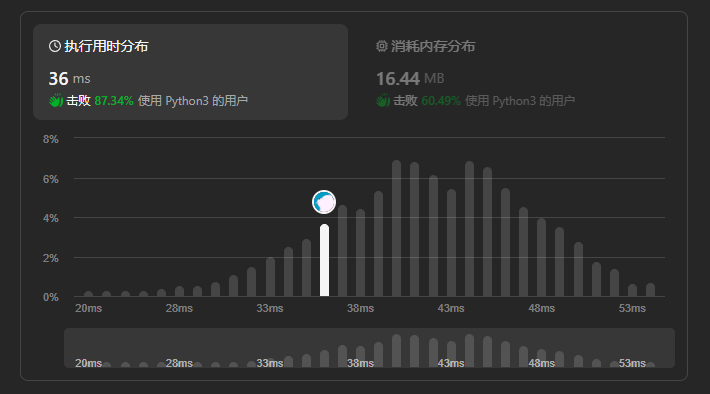 执行用时分布
36 ms
击败 87.34% 使用 Python3 的用户
消耗内存分布
16.44 MB
击败 60.49% 使用 Python3 的用户
8%
6%
4%
2%
0%
20ms 28ms 33ms 38ms 43ms 48ms 53ms
20ms 28ms 33ms 38ms 43ms 48ms 53ms